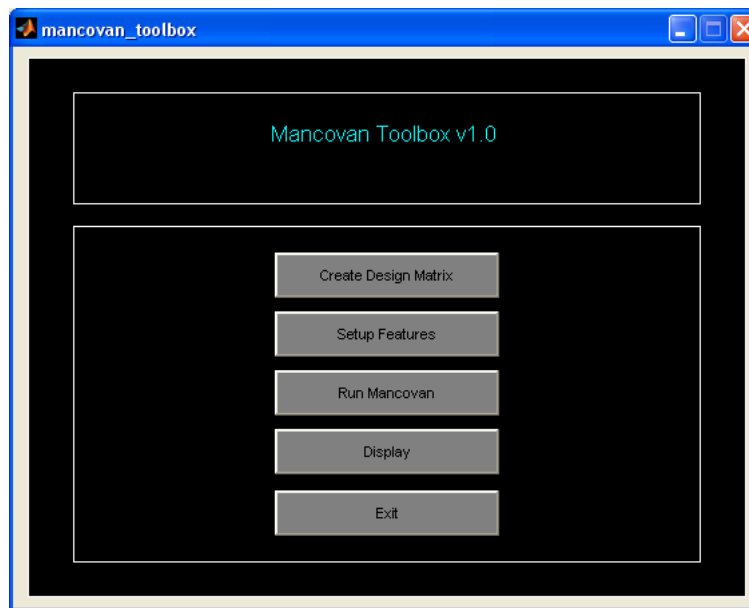 mancovan_toolbox
Mancovan Toolbox v1.0
Create Design Matrix
Setup Features
Run Mancovan
Display
Exit